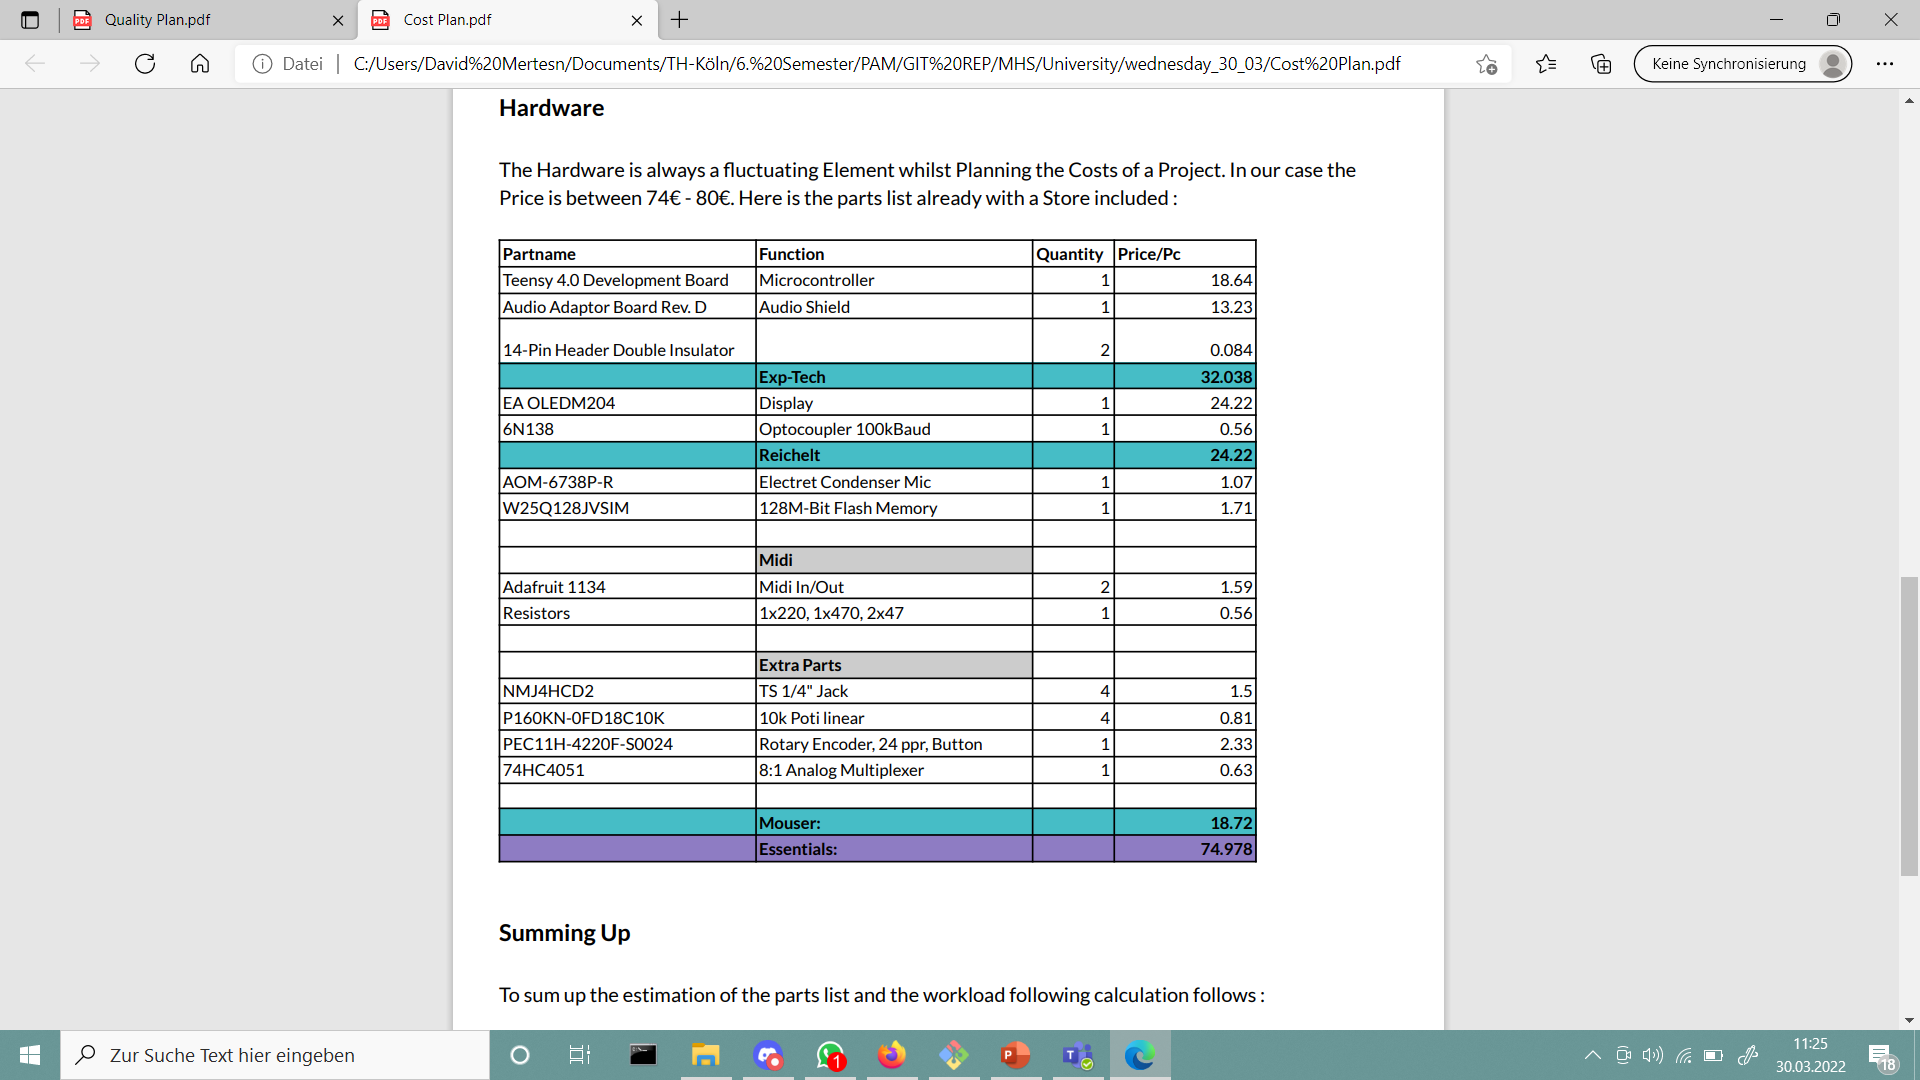 Quality Plan.pdf
Cost Plan.pdf
Datei
C:/Users/David%20Mertesn/Documents/TH-Köln/6.%20Semester/PAM/GIT%20REP/MHS/University/wednesday_30_03/Cost%20Plan.pdf
Keine Synchronisierung
Hardware
The Hardware is always a fluctuating Element whilst Planning the Costs of a Project. In our case the
Price is between 74€ - 80€. Here is the parts list already with a Store included :
Partname Function Quantity Price/Pc
Teensy 4.0 Development Board Microcontroller 1 18.64
Audio Adaptor Board Rev. D Audio Shield 1 13.23
14-Pin Header Double Insulator 2 0.084
Exp-Tech 32.038
EA OLEDM204 Display 1 24.22
6N138 Optocoupler 100kBaud 1 0.56
Reichelt 24.22
AOM-6738P-R Electret Condenser Mic 1 1.07
W25Q128JVSIM 128M-Bit Flash Memory 1 1.71
Midi
Adafruit 1134 Midi In/Out 2 1.59
Resistors 1x220, 1x470, 2x47 1 0.56
Extra Parts
NMJ4HCD2 TS 1/4" Jack 4 1.5
P160KN-0FD18C10K 10k Poti linear 4 0.81
PEC11H-4220F-S0024 Rotary Encoder, 24 ppr, Button 1 2.33
74HC4051 8:1 Analog Multiplexer 1 0.63
Mouser: 18.72
Essentials: 74.978
Summing Up
To sum up the estimation of the parts list and the workload following calculation follows :
Zur Suche Text hier eingeben
1
11:25
30.03.2022
18